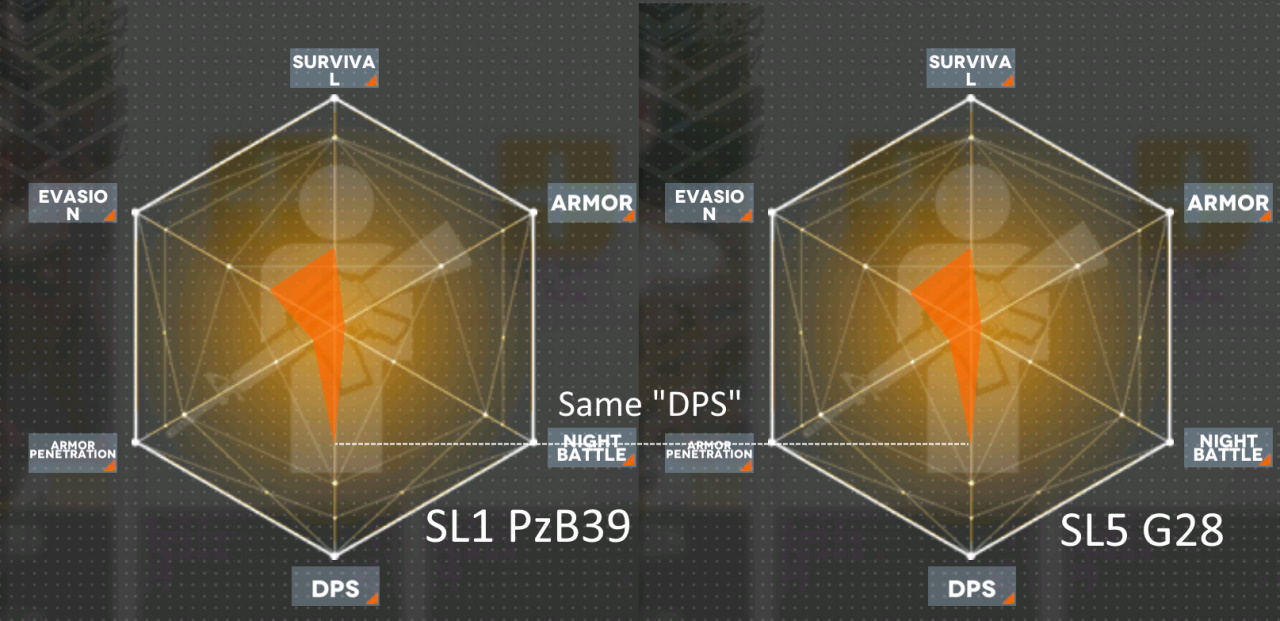 SURVIVA
L
SURVIVA
L
EVASIO
N
ARMOR
EVASIO
N
ARMOR
Same "DPS"
ARMOR
PENETRATION
NIGHT
BATTLE
ARMOR
PENETRATION
NIGHT
BATTLE
SL1 PzB39
SL5 G28
DPS
DPS